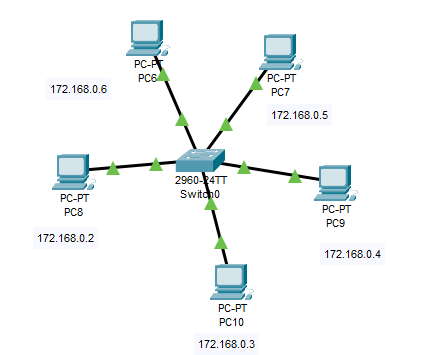 PC-PT
PC6
172.168.0.6
PC-PT
PC7
172.168.0.5
2960-24TT
Switch0
PC-PT
PC8
172.168.0.2
PC-PT
PC9
172.168.0.4
PC-PT
PC10
172.168.0.3